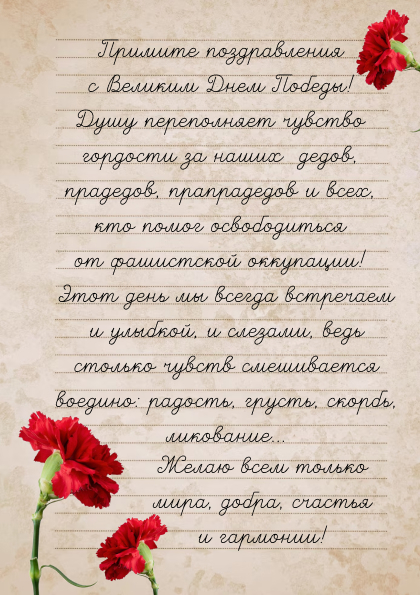 Примите поздравления
с Великим Днем Победы!
Душу переполняет чувство
гордости за наших дедов,
прадедов, прапрадедов и всех,
кто помог освободиться
от фашистской оккупации!
Этот день мы всегда встречаем
и улыбкой, и слезами, ведь
столько чувств смешивается
воедино: радость, грусть, скорбь,
ликование...
Желаю всем только
мира, добра, счастья
и гармонии!